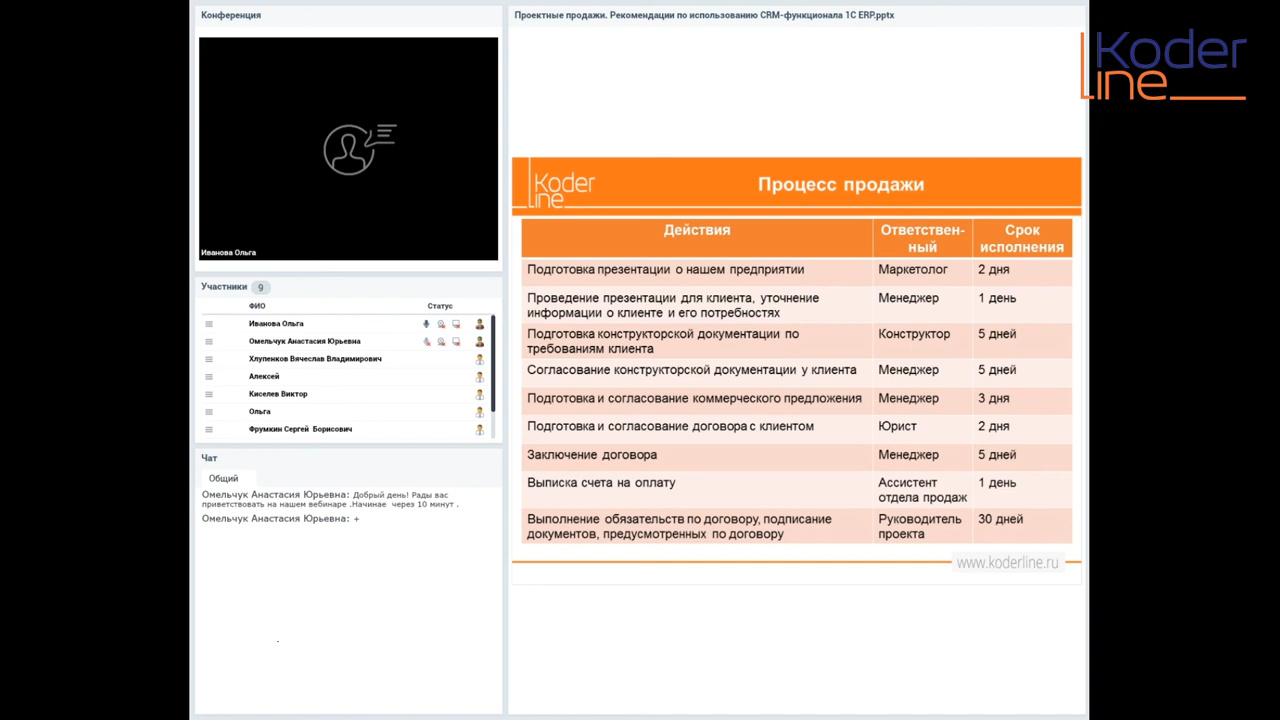 Конференция
Иванова Ольга
Участники 9
ФИО Статус
Иванова Ольга
Омельчук Анастасия Юрьевна
Хлупенков Вячеслав Владимирович
Алексей
Киселев Виктор
Ольга
Фрумкин Сергей Борисович
Чат
Общий
Омельчук Анастасия Юрьевна: Добрый день! Рады вас
приветствовать на нашем вебинаре .Начинае через 10 минут .
Омельчук Анастасия Юрьевна: +
Проектные продажи. Рекомендации по использованию CRM-функционала 1С ERP.pptx
Koder
line
Koder
line
Процесс продажи
Действия Ответствен- Срок
ный исполнения
Подготовка презентации о нашем предприятии Маркетолог 2 дня
Проведение презентации для клиента, уточнение Менеджер 1 день
информации о клиенте и его потребностях
Подготовка конструкторской документации по Конструктор 5 дней
требованиям клиента
Согласование конструкторской документации у клиента Менеджер 5 дней
Подготовка и согласование коммерческого предложения Менеджер 3 дня
Подготовка и согласование договора с клиентом Юрист 2 дня
Заключение договора Менеджер 5 дней
Выписка счета на оплату Ассистент 1 день
отдела продаж
Выполнение обязательств по договору, подписание Руководитель 30 дней
документов, предусмотренных по договору проекта
www.koderline.ru